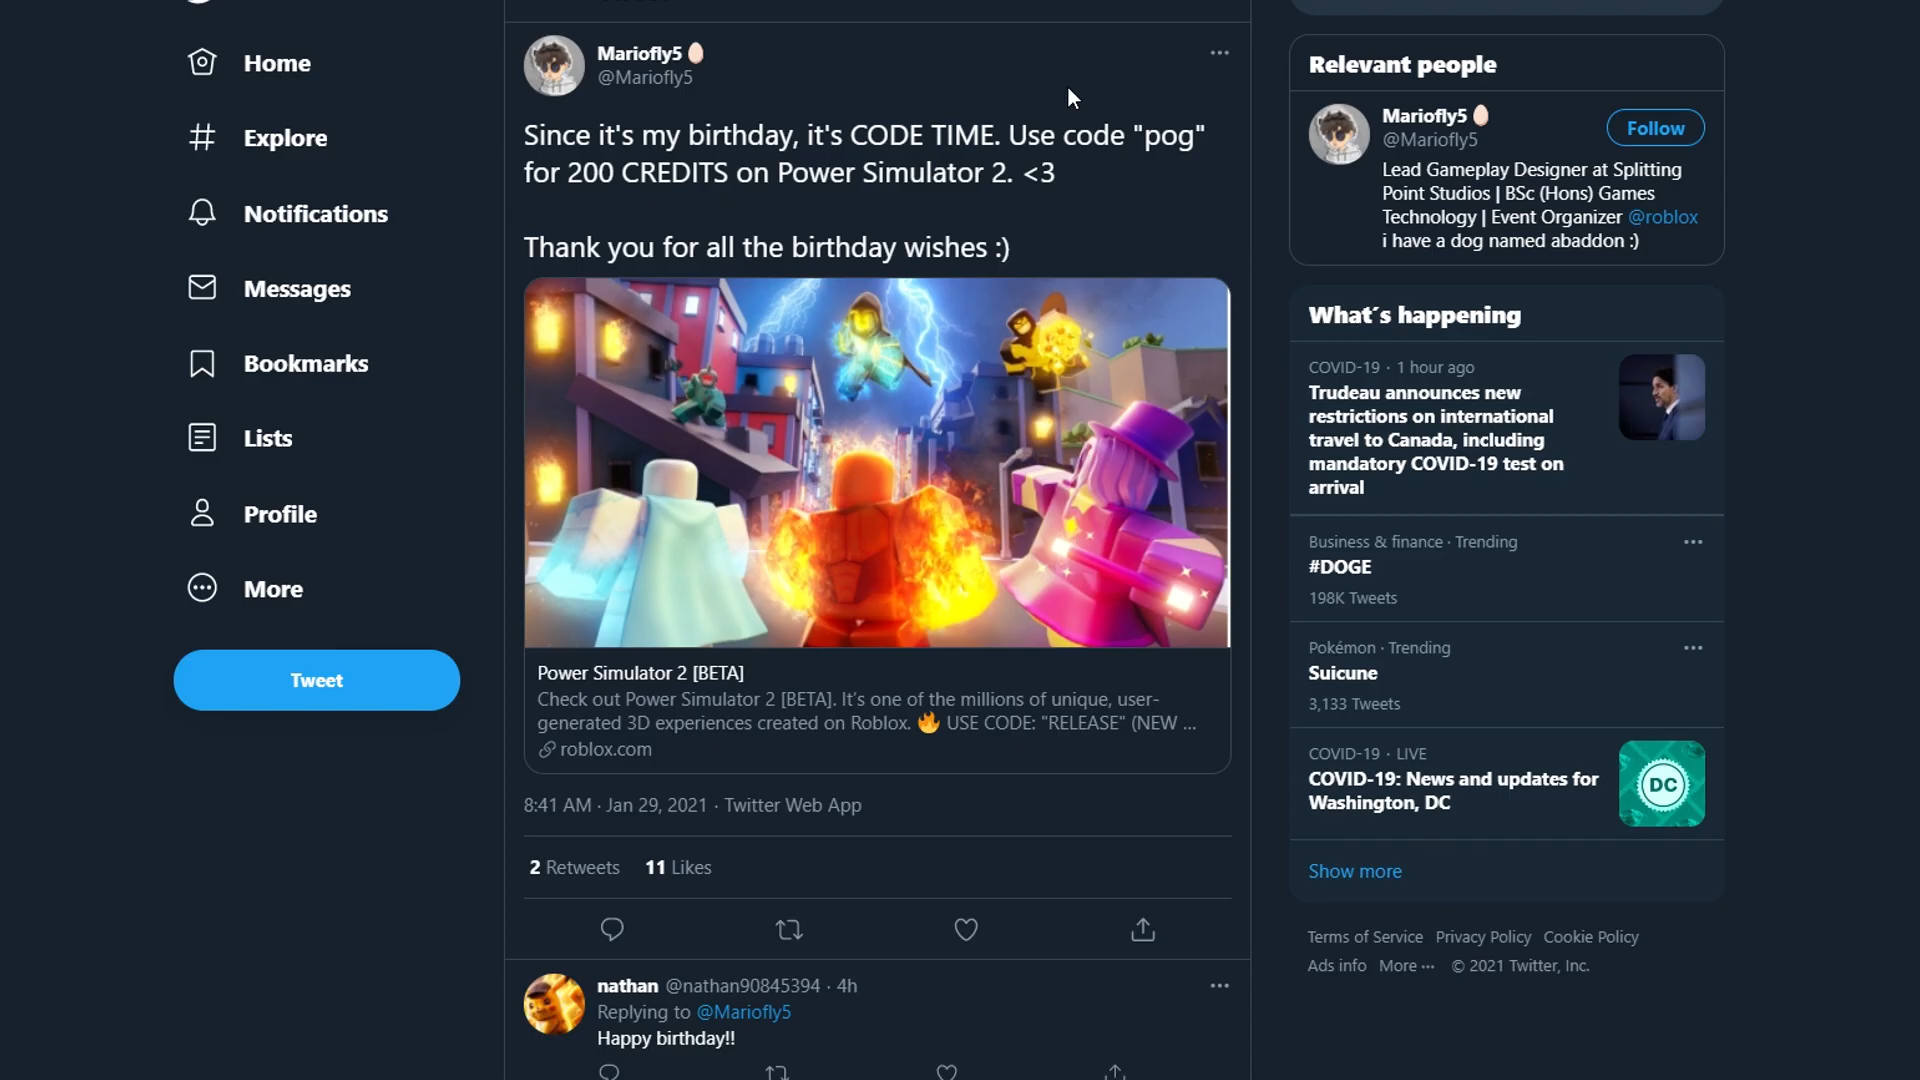 Home
Explore
Notifications
Messages
Bookmarks
Lists
Profile
More
Tweet
Mariofly5
@Mariofly5
Since it's my birthday, it's CODE TIME. Use code "pog"
for 200 CREDITS on Power Simulator 2. <3
Thank you for all the birthday wishes :)
Power Simulator 2 [BETA]
Check out Power Simulator 2 [BETA]. It's one of the millions of unique, user-
generated 3D experiences created on Roblox. 🔥 USE CODE: "RELEASE" (NEW ...
roblox.com
8:41 AM · Jan 29, 2021 · Twitter Web App
2 Retweets 11 Likes
nathan @nathan90845394 · 4h
Replying to @Mariofly5
Happy birthday!!
Relevant people
Mariofly5
@Mariofly5
Follow
Lead Gameplay Designer at Splitting
Point Studios | BSc (Hons) Games
Technology | Event Organizer @roblox
i have a dog named abaddon :)
What's happening
COVID-19 · 1 hour ago
Trudeau announces new
restrictions on international
travel to Canada, including
mandatory COVID-19 test on
arrival
Business & finance · Trending
#DOGE
198K Tweets
Pokémon · Trending
Suicune
3,133 Tweets
COVID-19 · LIVE
COVID-19: News and updates for
Washington, DC
DC
Show more
Terms of Service Privacy Policy Cookie Policy
Ads info More ··· © 2021 Twitter, Inc.